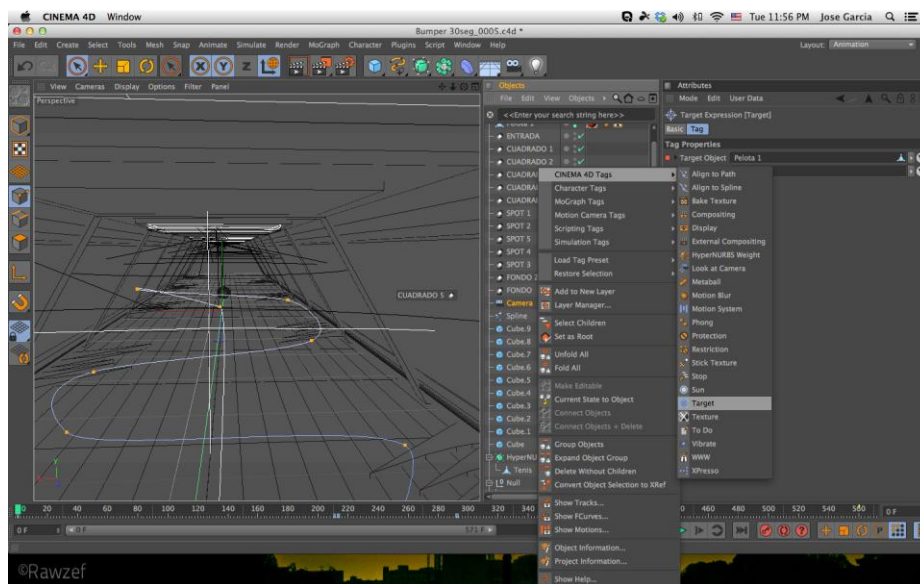 CINEMA 4D Window
Tue 11:56 PM Jose Garcia
Bumper 30seg_0005.c4d *
File Edit Create Select Tools Mesh Snap Animate Simulate Render MoGraph Character Plugins Script Window Help
Layout: Animation
View Cameras Display Options Filter Panel
Perspective
CUADRADO 5
Objects
File Edit View Objects
<<Enter your search string here>>
ENTRADA
CUADRADO 1
CUADRADO 2
SPOT 1
SPOT 2
SPOT 5
SPOT 4
SPOT 3
FONDO 2
FONDO
Camera
Spline
Cube.9
Cube.8
Cube.7
Cube.6
Cube.5
Cube.4
Cube.3
Cube.2
Cube.1
Cube
HyperNU
Tenis
Null
CINEMA 4D Tags
Character Tags
MoGraph Tags
Motion Camera Tags
Scripting Tags
Simulation Tags
Load Tag Preset
Restore Selection
Add to New Layer
Layer Manager...
Select Children
Set as Root
Unfold All
Fold All
Make Editable
Current State to Object
Connect Objects
Connect Objects + Delete
Group Objects
Expand Object Group
Delete Without Children
Convert Object Selection to XRef
Show Tracks...
Show FCurves...
Show Motions...
Object Information...
Project Information...
Show Help...
Align to Path
Align to Spline
Bake Texture
Compositing
Display
External Compositing
HyperNURBS Weight
Look at Camera
Metaball
Motion Blur
Motion System
Phong
Protection
Restriction
Stick Texture
Stop
Sun
Target
Texture
To Do
Vibrate
WWW
XPresso
Attributes
Mode Edit User Data
Target Expression [Target]
Basic Tag
Tag Properties
Target Object Pelota 1
0 20 40 60 80 100 120 140 160 180 200 220 240 260 280 300 320 340
460 480 500 520 540 560 0 F
0 F 0 F 571 F
©Rawzef